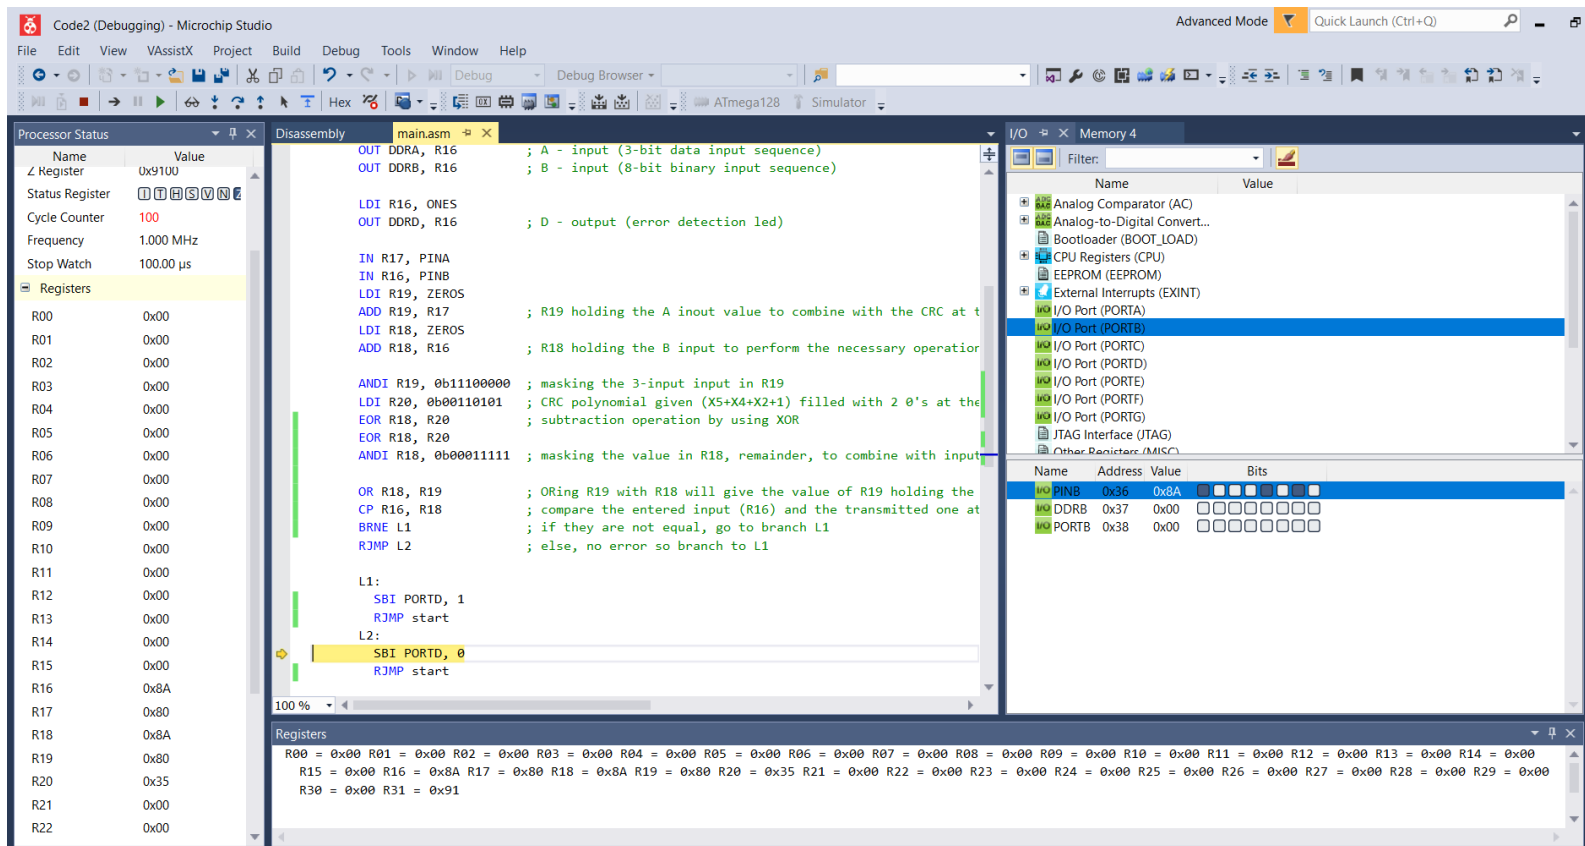 Code2 (Debugging) - Microchip Studio
Advanced Mode
Quick Launch (Ctrl+Q)
File Edit View VAssistX Project Build Debug Tools Window Help
Debug
Debug Browser
Hex
ATmega128
Simulator
Processor Status
Name Value
Z Register 0x9100
Status Register I T H S V N Z
Cycle Counter 100
Frequency 1.000 MHz
Stop Watch 100.00 µs
Registers
R00 0x00
R01 0x00
R02 0x00
R03 0x00
R04 0x00
R05 0x00
R06 0x00
R07 0x00
R08 0x00
R09 0x00
R10 0x00
R11 0x00
R12 0x00
R13 0x00
R14 0x00
R15 0x00
R16 0x8A
R17 0x80
R18 0x8A
R19 0x80
R20 0x35
R21 0x00
R22 0x00
Disassembly
main.asm
OUT DDRA, R16 ; A - input (3-bit data input sequence)
OUT DDRB, R16 ; B - input (8-bit binary input sequence)
LDI R16, ONES
OUT DDRD, R16 ; D - output (error detection led)
IN R17, PINA
IN R16, PINB
LDI R19, ZEROS
ADD R19, R17 ; R19 holding the A inout value to combine with the CRC at t
LDI R18, ZEROS
ADD R18, R16 ; R18 holding the B input to perform the necessary operation
ANDI R19, 0b11100000 ; masking the 3-input input in R19
LDI R20, 0b00110101 ; CRC polynomial given (X5+X4+X2+1) filled with 2 0's at the
EOR R18, R20 ; subtraction operation by using XOR
EOR R18, R20
ANDI R18, 0b00011111 ; masking the value in R18, remainder, to combine with input
OR R18, R19 ; ORing R19 with R18 will give the value of R19 holding the
CP R16, R18 ; compare the entered input (R16) and the transmitted one at
BRNE L1 ; if they are not equal, go to branch L1
RJMP L2 ; else, no error so branch to L1
L1:
SBI PORTD, 1
RJMP start
L2:
SBI PORTD, 0
RJMP start
100 %
I/O
Memory 4
Filter:
Name Value
Analog Comparator (AC)
Analog-to-Digital Convert...
Bootloader (BOOT_LOAD)
CPU Registers (CPU)
EEPROM (EEPROM)
External Interrupts (EXINT)
I/O Port (PORTA)
I/O Port (PORTB)
I/O Port (PORTC)
I/O Port (PORTD)
I/O Port (PORTE)
I/O Port (PORTF)
I/O Port (PORTG)
JTAG Interface (JTAG)
Other Registers (MISC)
Name Address Value Bits
PINB 0x36 0x8A
DDRB 0x37 0x00
PORTB 0x38 0x00
Registers
R00 = 0x00 R01 = 0x00 R02 = 0x00 R03 = 0x00 R04 = 0x00 R05 = 0x00 R06 = 0x00 R07 = 0x00 R08 = 0x00 R09 = 0x00 R10 = 0x00 R11 = 0x00 R12 = 0x00 R13 = 0x00 R14 = 0x00
R15 = 0x00 R16 = 0x8A R17 = 0x80 R18 = 0x8A R19 = 0x80 R20 = 0x35 R21 = 0x00 R22 = 0x00 R23 = 0x00 R24 = 0x00 R25 = 0x00 R26 = 0x00 R27 = 0x00 R28 = 0x00 R29 = 0x00
R30 = 0x00 R31 = 0x91